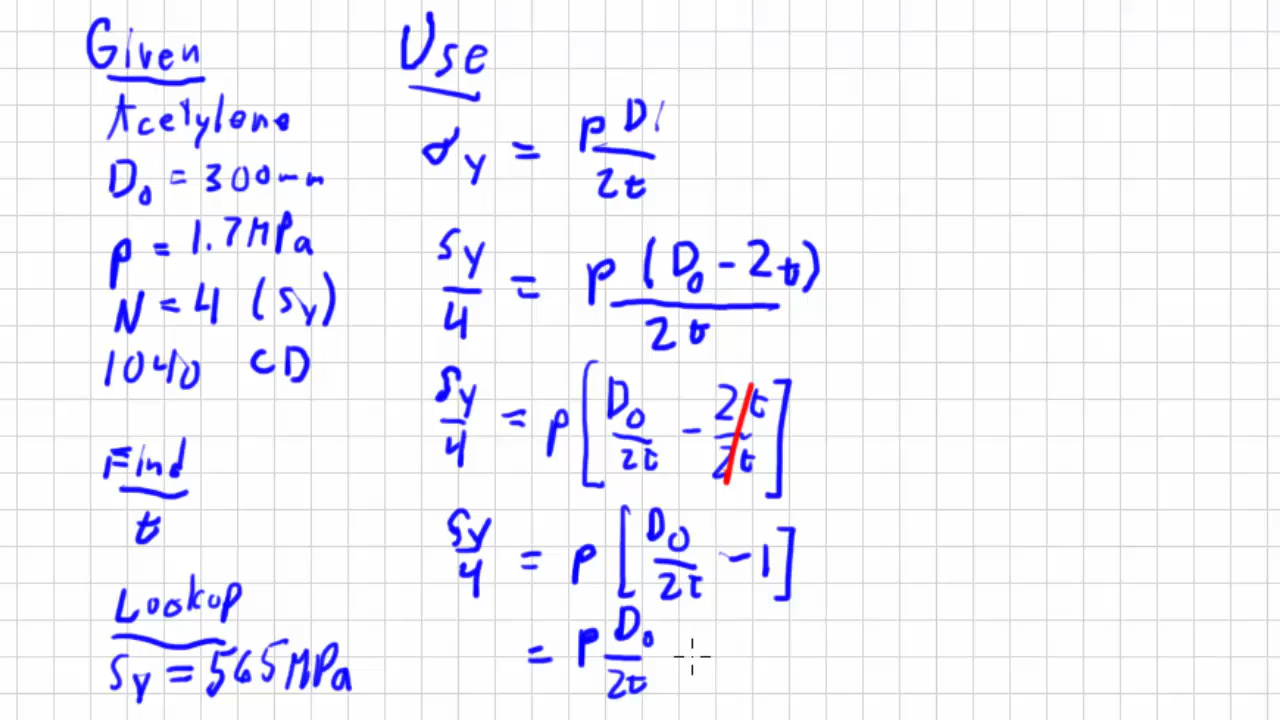 Given
Acetylene
D₀ = 300mm
P = 1.7MPa
N = 4 (Sy)
1040 CD
Find
t
Lookup
Sy = 565MPa
Use
σy = PDi/2t
Sy/4 = P(D₀ - 2t)/2t
Sy/4 = P[D₀/2t - 2t/2t]
Sy/4 = P[D₀/2t - 1]
= P D₀/2t